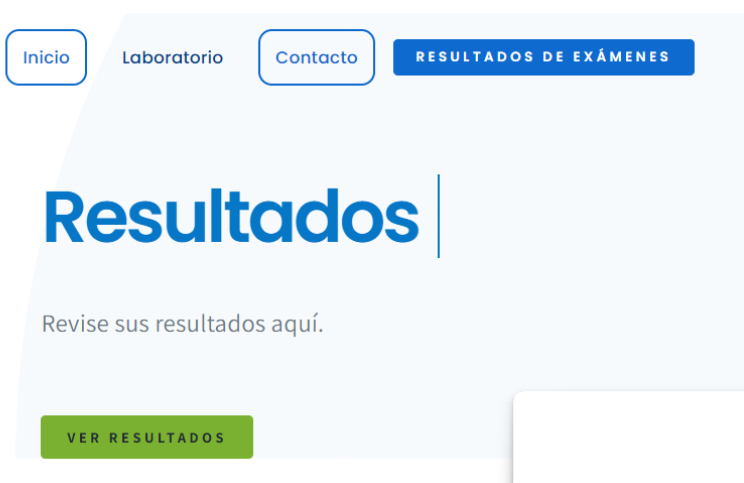 Inicio Laboratorio Contacto RESULTADOS DE EXÁMENES
Resultados
Revise sus resultados aquí.
VER RESULTADOS